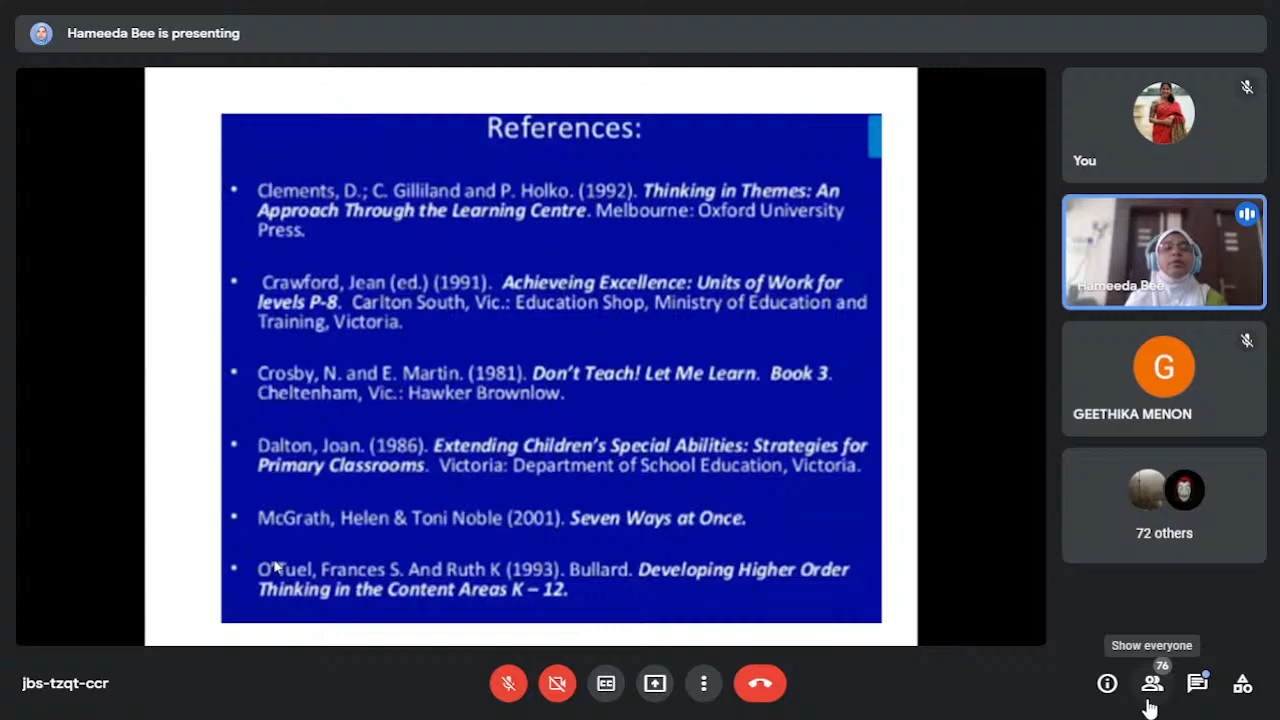 Hameeda Bee is presenting
References:
• Clements, D.; C. Gilliland and P. Holko. (1992). Thinking in Themes: An
Approach Through the Learning Centre. Melbourne: Oxford University
Press.
• Crawford, Jean (ed.) (1991). Achieveing Excellence: Units of Work for
levels P-8. Carlton South, Vic.: Education Shop, Ministry of Education and
Training, Victoria.
• Crosby, N. and E. Martin. (1981). Don't Teach! Let Me Learn. Book 3.
Cheltenham, Vic.: Hawker Brownlow.
• Dalton, Joan. (1986). Extending Children's Special Abilities: Strategies for
Primary Classrooms. Victoria: Department of School Education, Victoria.
• McGrath, Helen & Toni Noble (2001). Seven Ways at Once.
• Frances S. And Ruth K (1993). Bullard. Developing Higher Order
Thinking in the Content Areas K – 12.
You
Hameeda Bee
G
GEETHIKA MENON
72 others
Show everyone
76
jbs-tzqt-ccr